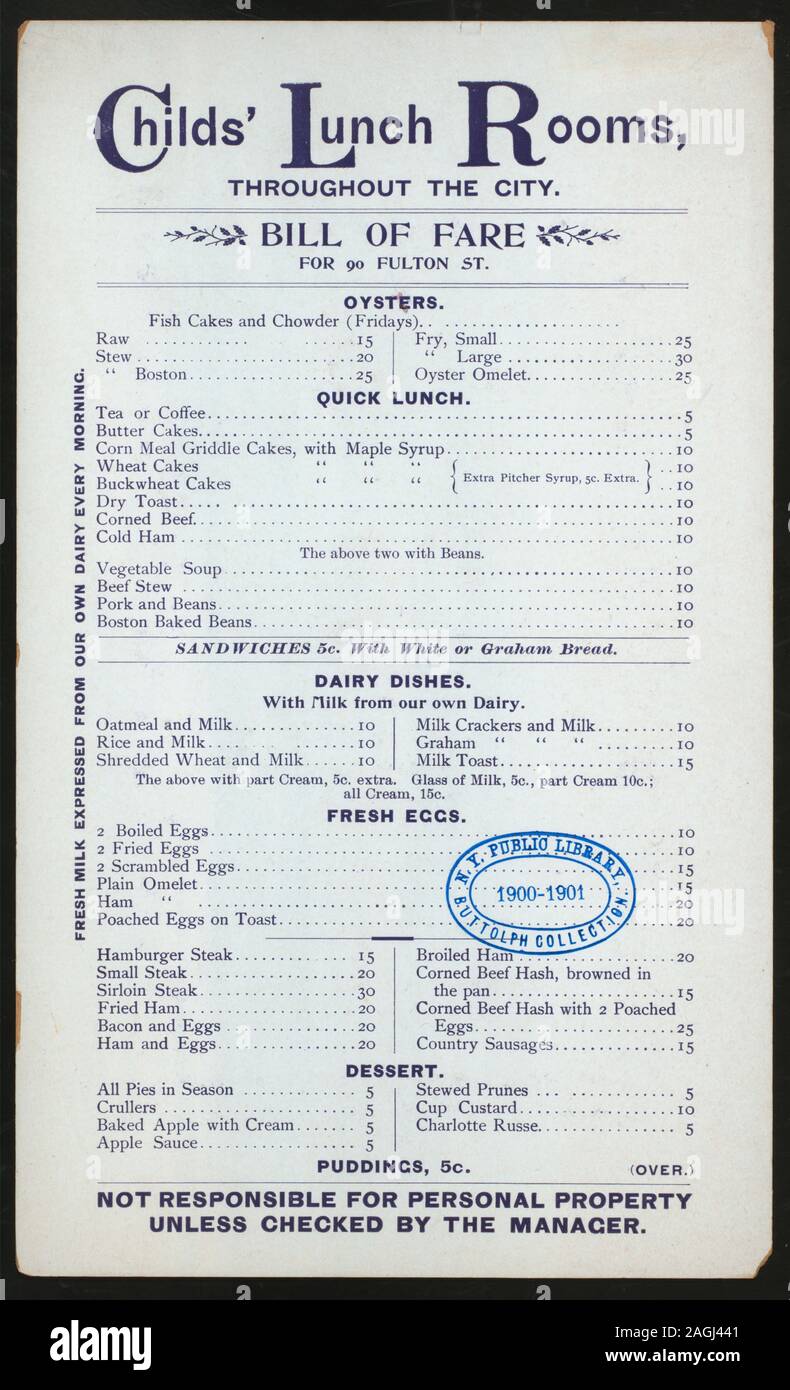 Childs' Lunch Rooms,
THROUGHOUT THE CITY.
BILL OF FARE
FOR 90 FULTON ST.
FRESH MILK EXPRESSED FROM OUR OWN DAIRY EVERY MORNING.
OYSTERS.
Fish Cakes and Chowder (Fridays)
Raw 15
Stew 20
" Boston 25
Fry, Small 25
" Large 30
Oyster Omelet 25
QUICK LUNCH.
Tea or Coffee 5
Butter Cakes 5
Corn Meal Griddle Cakes, with Maple Syrup 10
Wheat Cakes " " " { Extra Pitcher Syrup, 5c. Extra. } 10
Buckwheat Cakes " " " 10
Dry Toast 10
Corned Beef 10
Cold Ham 10
The above two with Beans.
Vegetable Soup 10
Beef Stew 10
Pork and Beans 10
Boston Baked Beans 10
SANDWICHES 5c. With White or Graham Bread.
DAIRY DISHES.
With Milk from our own Dairy.
Oatmeal and Milk 10
Rice and Milk 10
Shredded Wheat and Milk 10
Milk Crackers and Milk 10
Graham " " " 10
Milk Toast 15
The above with part Cream, 5c. extra. Glass of Milk, 5c., part Cream 10c.;
all Cream, 15c.
FRESH EGGS.
2 Boiled Eggs 10
2 Fried Eggs 10
2 Scrambled Eggs 15
Plain Omelet 15
Ham " 20
Poached Eggs on Toast 20
N. Y. PUBLIC LIBRARY,
1900-1901
BUTTOLPH COLLECTION.
Hamburger Steak 15
Small Steak 20
Sirloin Steak 30
Fried Ham 20
Bacon and Eggs 20
Ham and Eggs 20
Broiled Ham 20
Corned Beef Hash, browned in
the pan 15
Corned Beef Hash with 2 Poached
Eggs 25
Country Sausages 15
DESSERT.
All Pies in Season 5
Crullers 5
Baked Apple with Cream 5
Apple Sauce 5
Stewed Prunes 5
Cup Custard 10
Charlotte Russe 5
PUDDINGS, 5c. (OVER.)
NOT RESPONSIBLE FOR PERSONAL PROPERTY
UNLESS CHECKED BY THE MANAGER.
alamy
alamy
alamy
Image ID: 2AGJ441
www.alamy.com